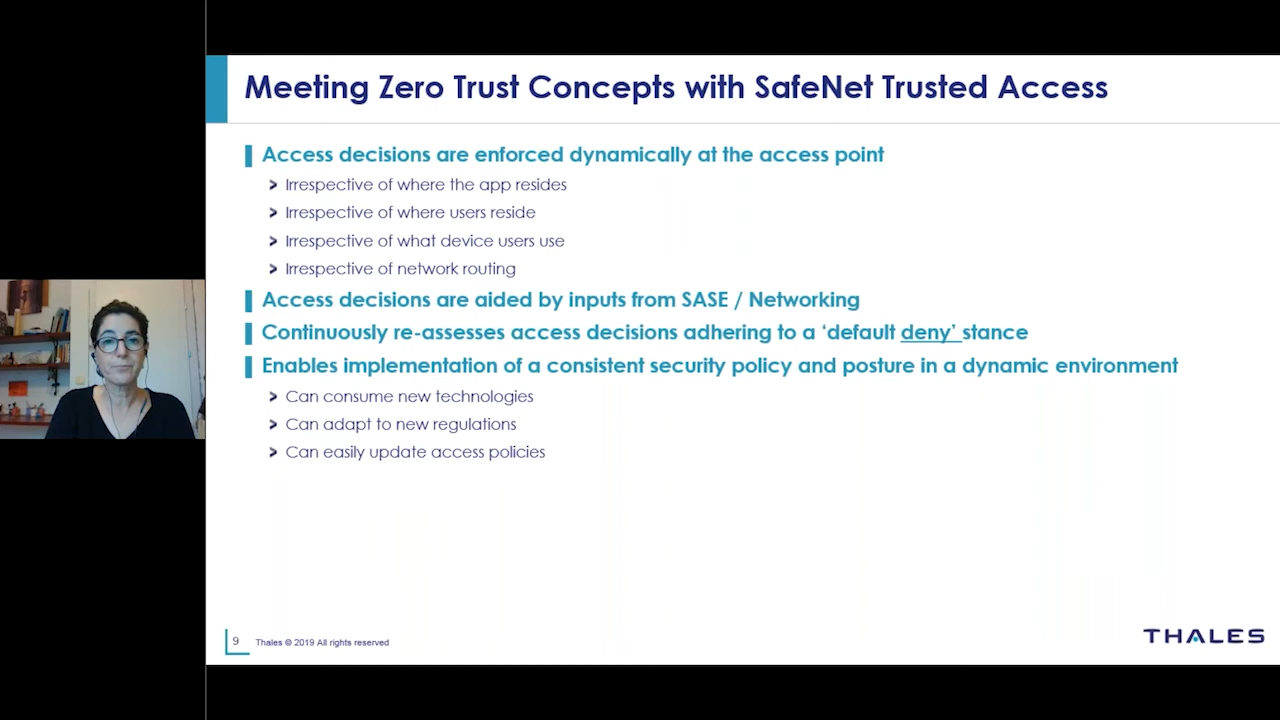 Meeting Zero Trust Concepts with SafeNet Trusted Access
Access decisions are enforced dynamically at the access point
Irrespective of where the app resides
Irrespective of where users reside
Irrespective of what device users use
Irrespective of network routing
Access decisions are aided by inputs from SASE / Networking
Continuously re-assesses access decisions adhering to a ‘default deny’ stance
Enables implementation of a consistent security policy and posture in a dynamic environment
Can consume new technologies
Can adapt to new regulations
Can easily update access policies
9
Thales © 2019 All rights reserved
THALES